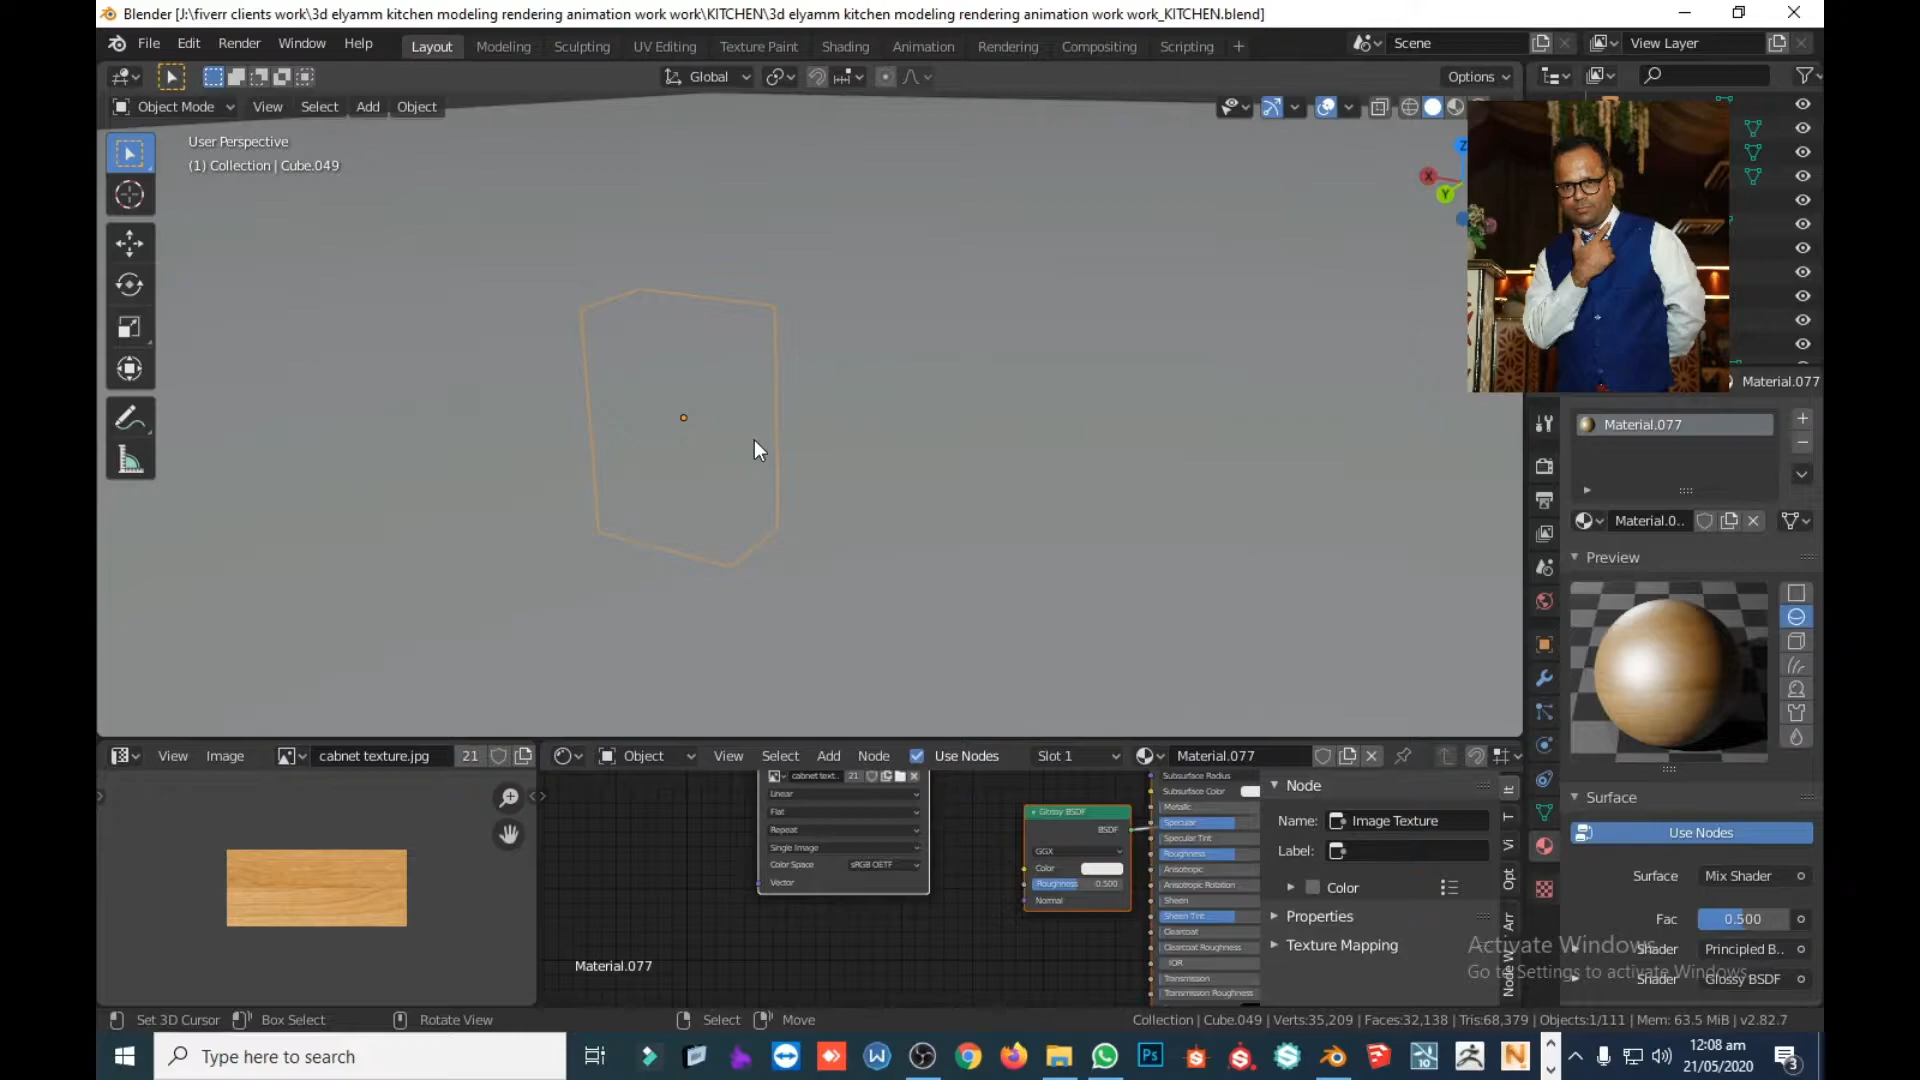 Blender [J:\fiverr clients work\3d elyamm kitchen modeling rendering animation work work\KITCHEN\3d elyamm kitchen modeling rendering animation work work_KITCHEN.blend]
File Edit Render Window Help Layout Modeling Sculpting UV Editing Texture Paint Shading Animation Rendering Compositing Scripting + Scene View Layer
Global Options
Object Mode View Select Add Object
User Perspective
(1) Collection | Cube.049
Z
X
Y
Material.077
Material.077
Material.0..
Preview
View Image cabnet texture.jpg 21 Object View Select Add Node Use Nodes Slot 1 Material.077
cabnet text.. 21
Linear
Flat
Repeat
Single Image
Color Space sRGB OETF
Vector
Glossy BSDF
BSDF
GGX
Color
Roughness 0.500
Normal
Subsurface Radius
Subsurface Color
Metallic
Specular
Specular Tint
Roughness
Anisotropic
Anisotropic Rotation
Sheen
Sheen Tint
Clearcoat
Clearcoat Roughness
IOR
Transmission
Transmission Roughness
Node
Name: Image Texture
Label:
Color
Properties
Texture Mapping
It
T
Vi
Opt
Arr
Node W
Surface
Use Nodes
Surface Mix Shader
Fac 0.500
Shader Principled B..
Shader Glossy BSDF
Activate Windows
Go to Settings to activate Windows.
Material.077
Set 3D Cursor Box Select Rotate View Select Move Collection | Cube.049 | Verts:35,209 | Faces:32,138 | Tris:68,379 | Objects:1/111 | Mem: 63.5 MiB | v2.82.7
Type here to search
Ps
10
12:08 am
21/05/2020
3